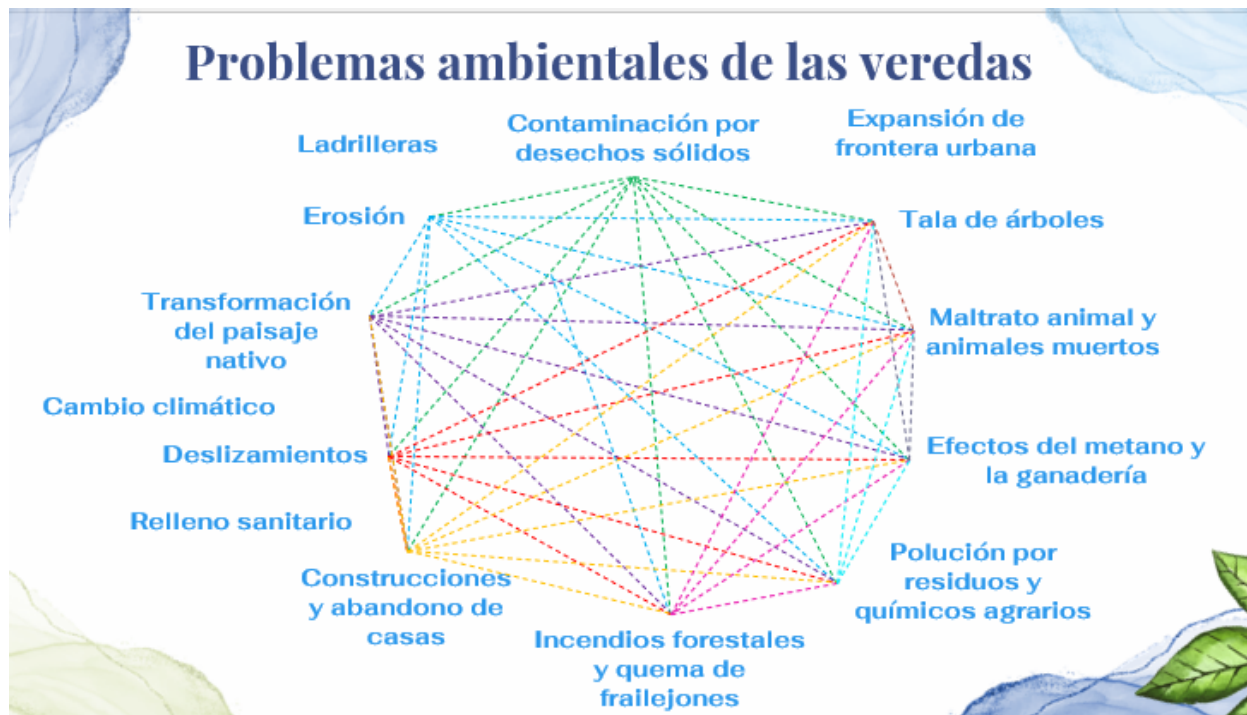 Problemas ambientales de las veredas
Ladrilleras
Contaminación por
desechos sólidos
Expansión de
frontera urbana
Erosión
Tala de árboles
Transformación
del paisaje
nativo
Maltrato animal y
animales muertos
Cambio climático
Deslizamientos
Efectos del metano y
la ganadería
Relleno sanitario
Construcciones
y abandono de
casas
Polución por
residuos y
químicos agrarios
Incendios forestales
y quema de
frailejones